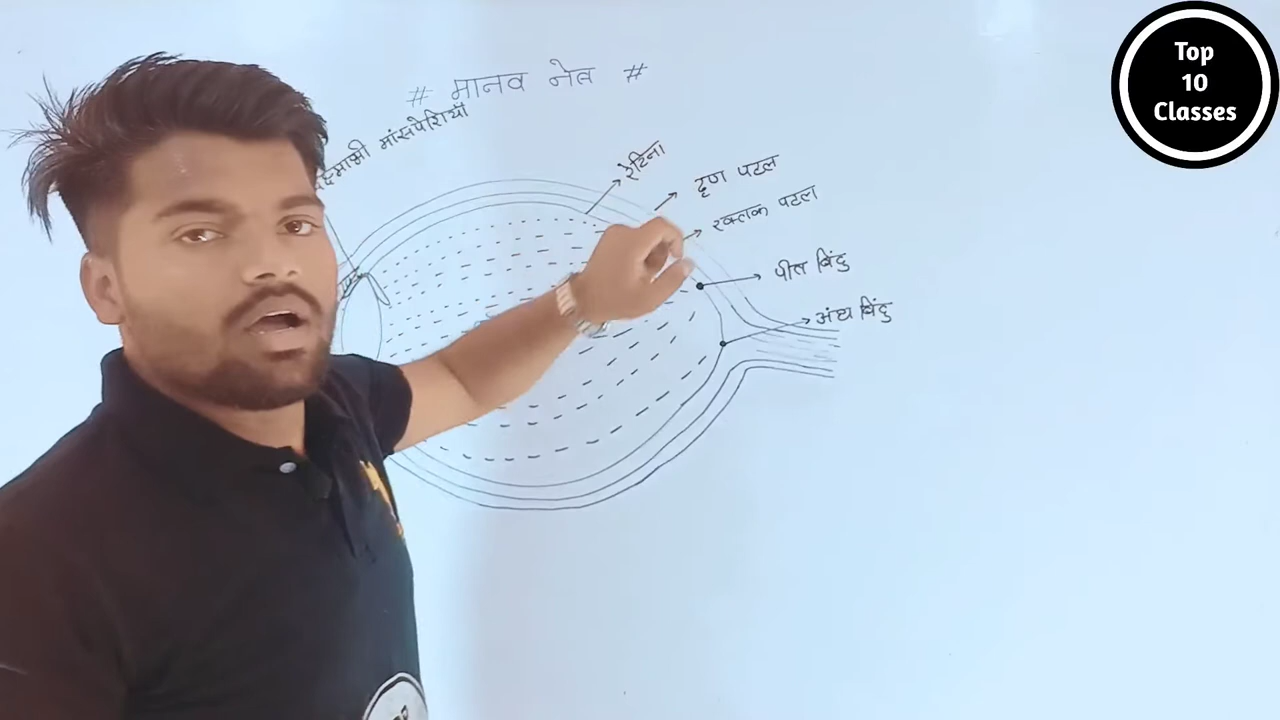 # मानव नेत्र #
मांसपेशियाँ
रेटिना
दृण पटल
रक्तक पटल
पीत बिंदु
अंध बिंदु
Top
10
Classes